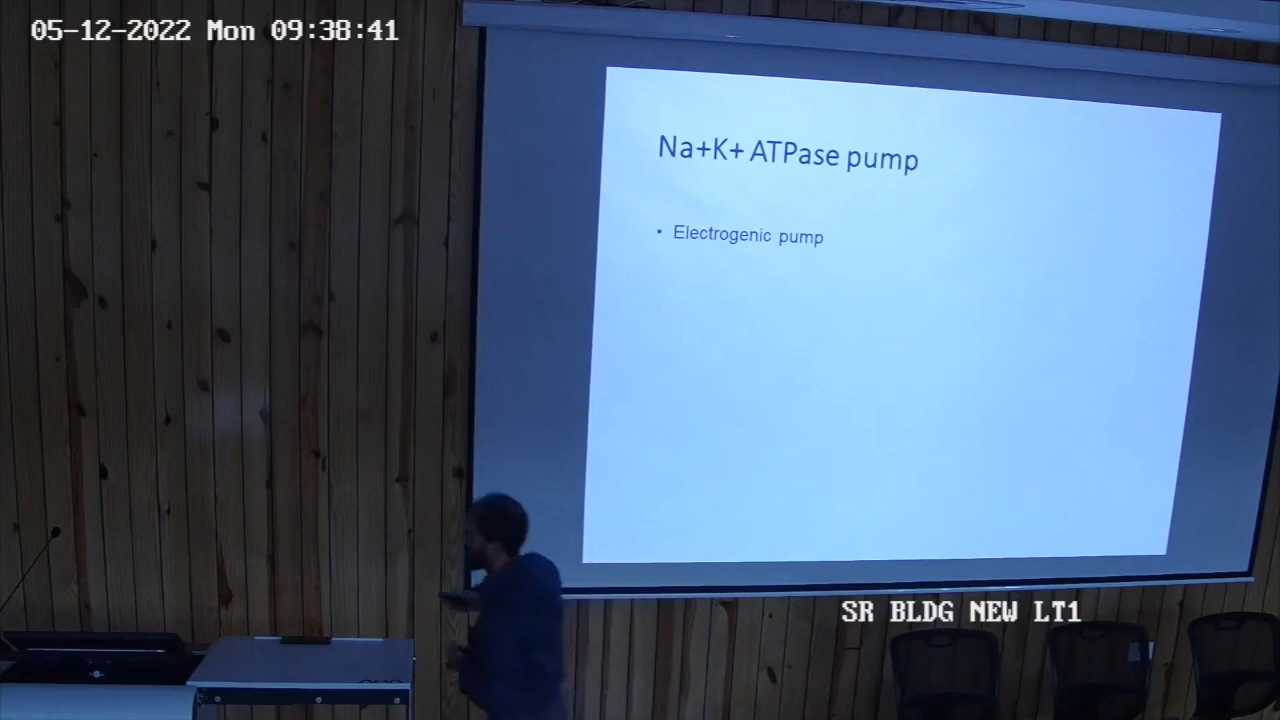 05-12-2022 Mon 09:38:41
Na+K+ ATPase pump
• Electrogenic pump
SR BLDG NEW LT1